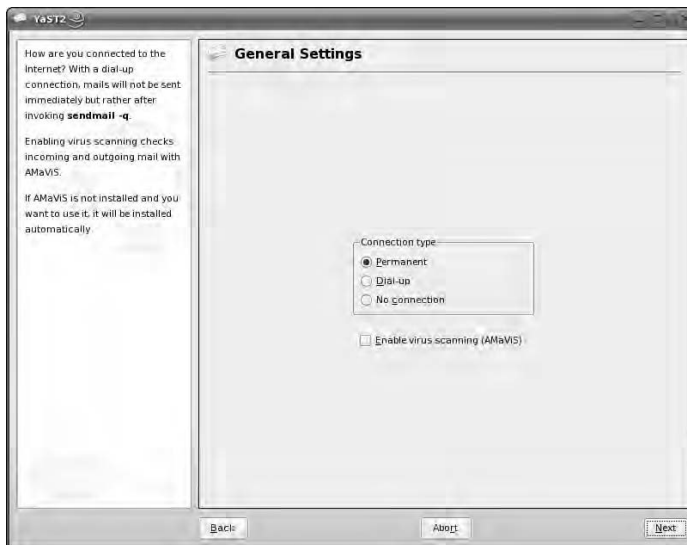 YaST2
How are you connected to the
Internet? With a dial-up
connection, mails will not be sent
immediately but rather after
invoking sendmail -q.
Enabling virus scanning checks
incoming and outgoing mail with
AMaViS.
If AMaViS is not installed and you
want to use it, it will be installed
automatically.
General Settings
Connection type
Permanent
Dial-up
No connection
Enable virus scanning (AMaViS)
Back
Abort
Next